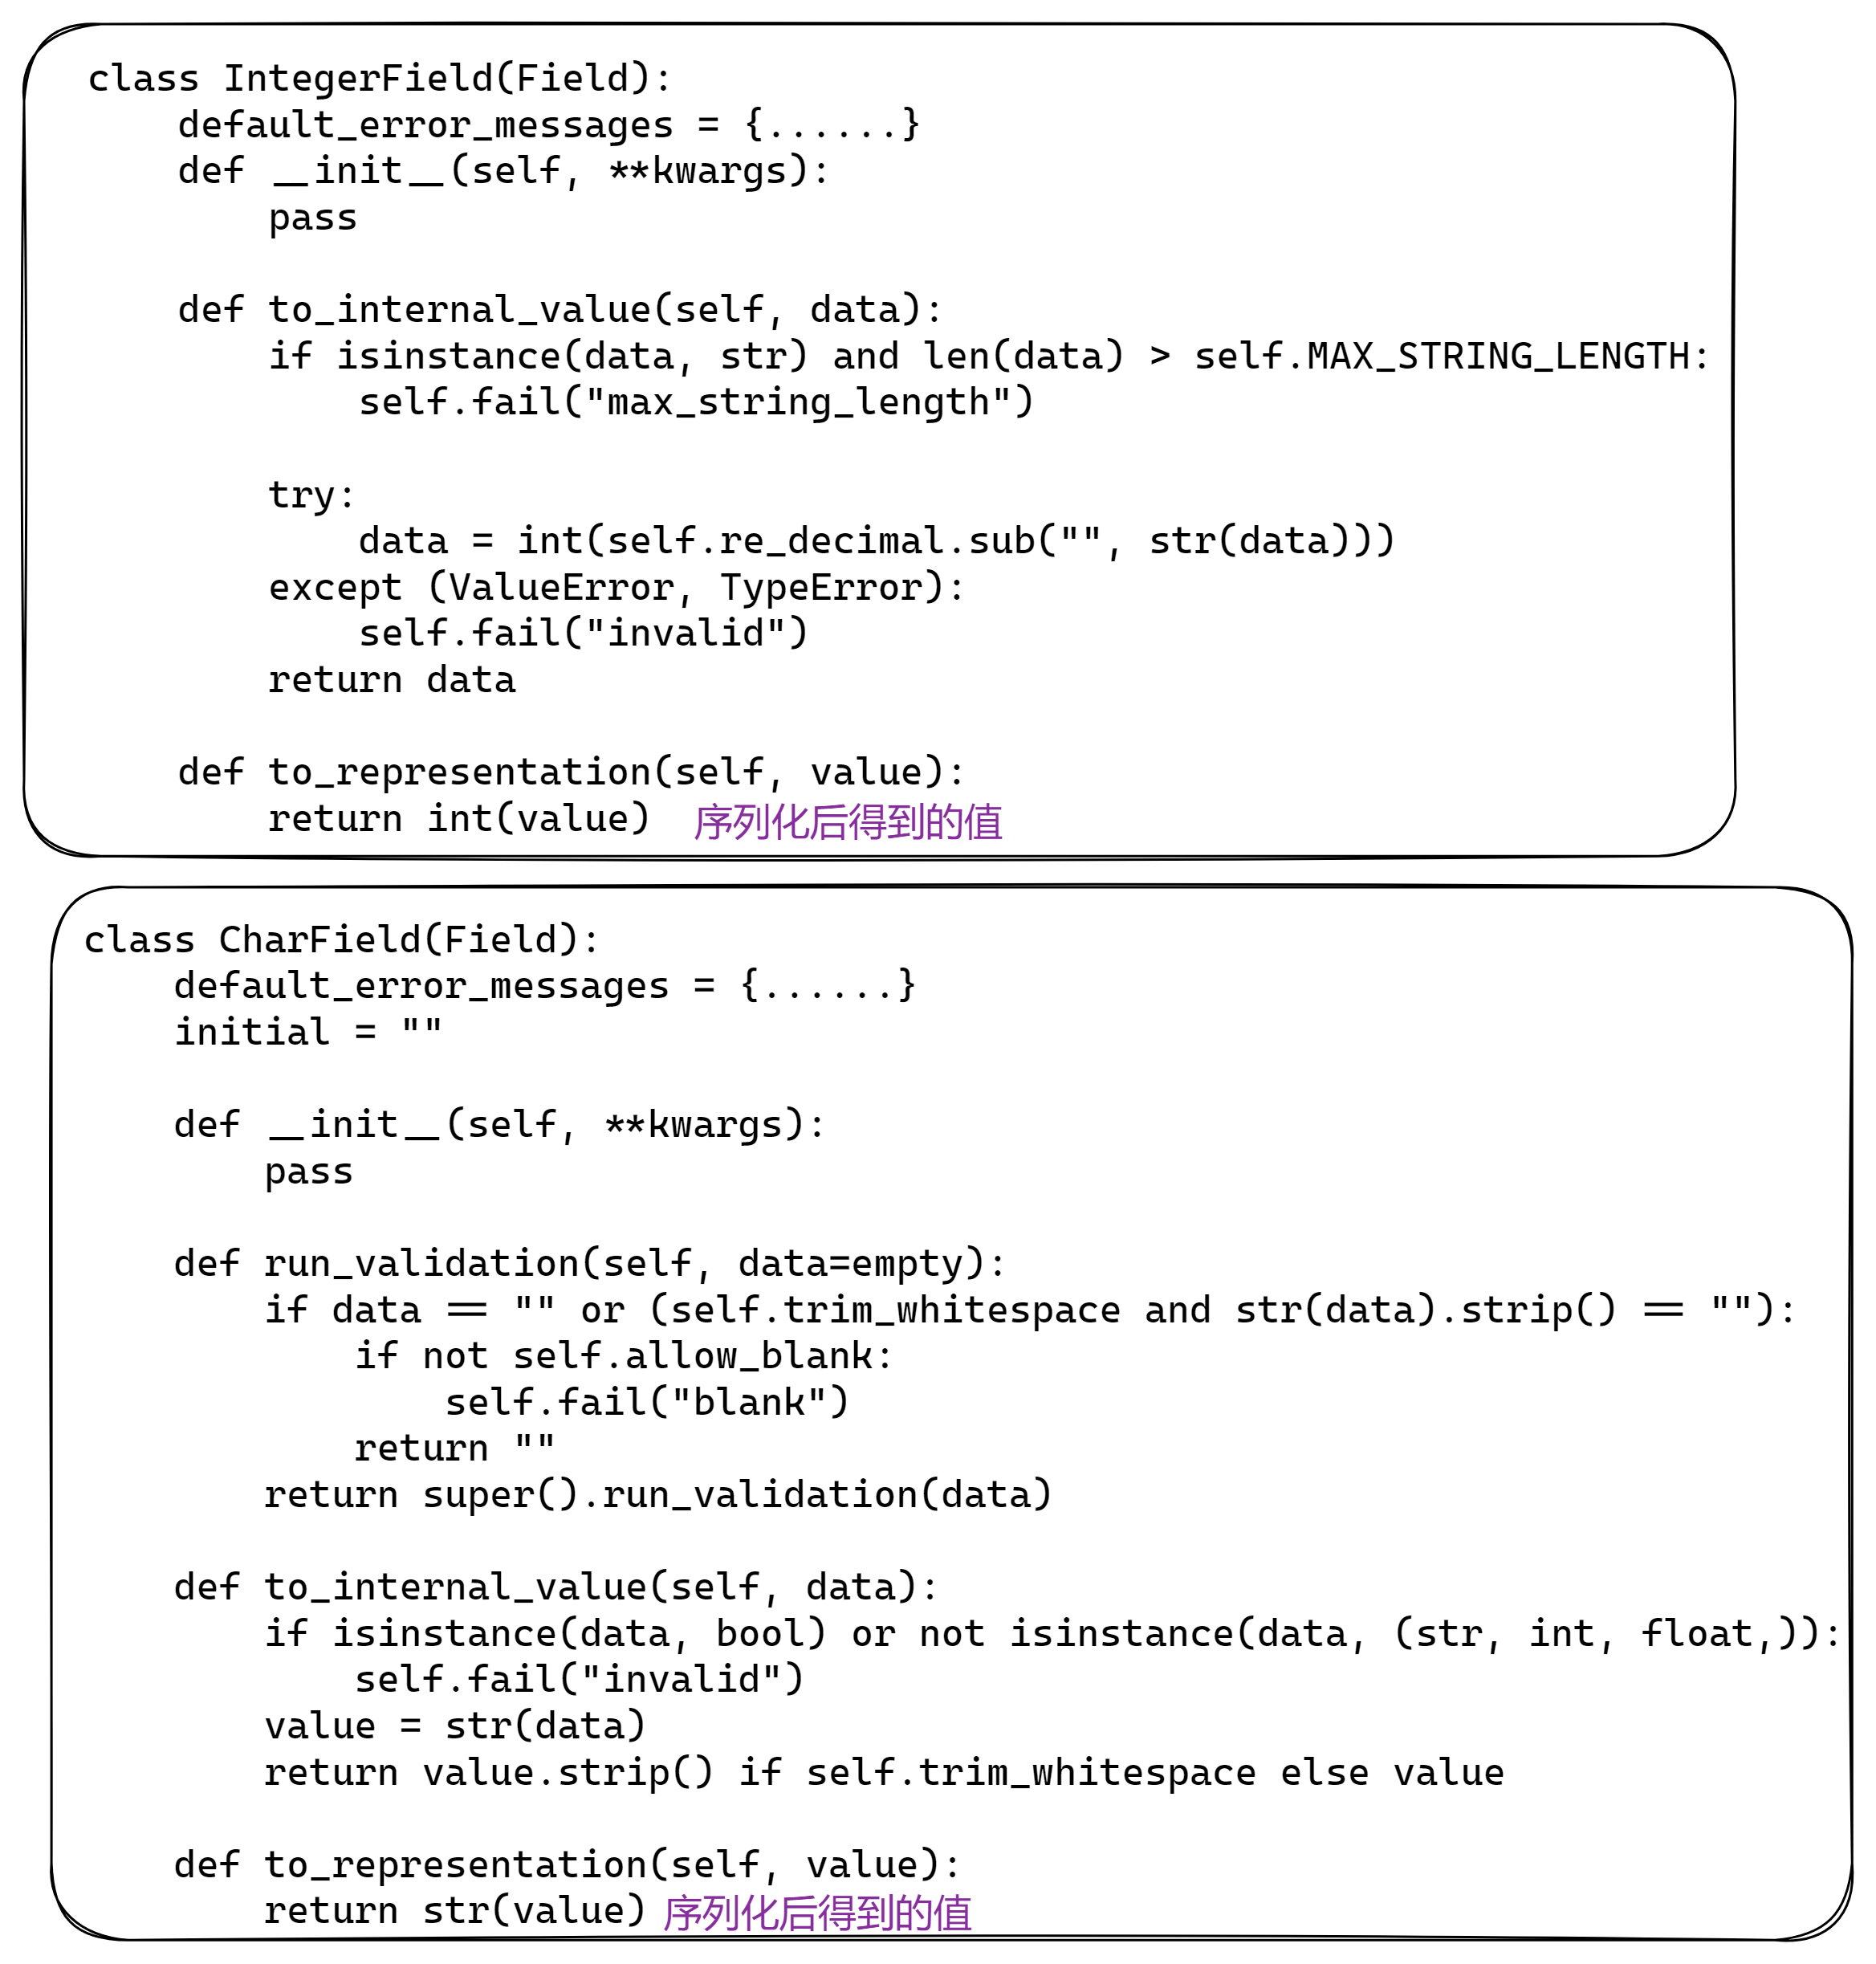 class IntegerField(Field):
    default_error_messages = {......}
    def __init__(self, **kwargs):
        pass

    def to_internal_value(self, data):
        if isinstance(data, str) and len(data) > self.MAX_STRING_LENGTH:
            self.fail("max_string_length")

        try:
            data = int(self.re_decimal.sub("", str(data)))
        except (ValueError, TypeError):
            self.fail("invalid")
        return data

    def to_representation(self, value):
        return int(value) 序列化后得到的值
class CharField(Field):
    default_error_messages = {......}
    initial = ""

    def __init__(self, **kwargs):
        pass

    def run_validation(self, data=empty):
        if data == "" or (self.trim_whitespace and str(data).strip() == ""):
            if not self.allow_blank:
                self.fail("blank")
            return ""
        return super().run_validation(data)

    def to_internal_value(self, data):
        if isinstance(data, bool) or not isinstance(data, (str, int, float,)):
            self.fail("invalid")
        value = str(data)
        return value.strip() if self.trim_whitespace else value

    def to_representation(self, value):
        return str(value) 序列化后得到的值